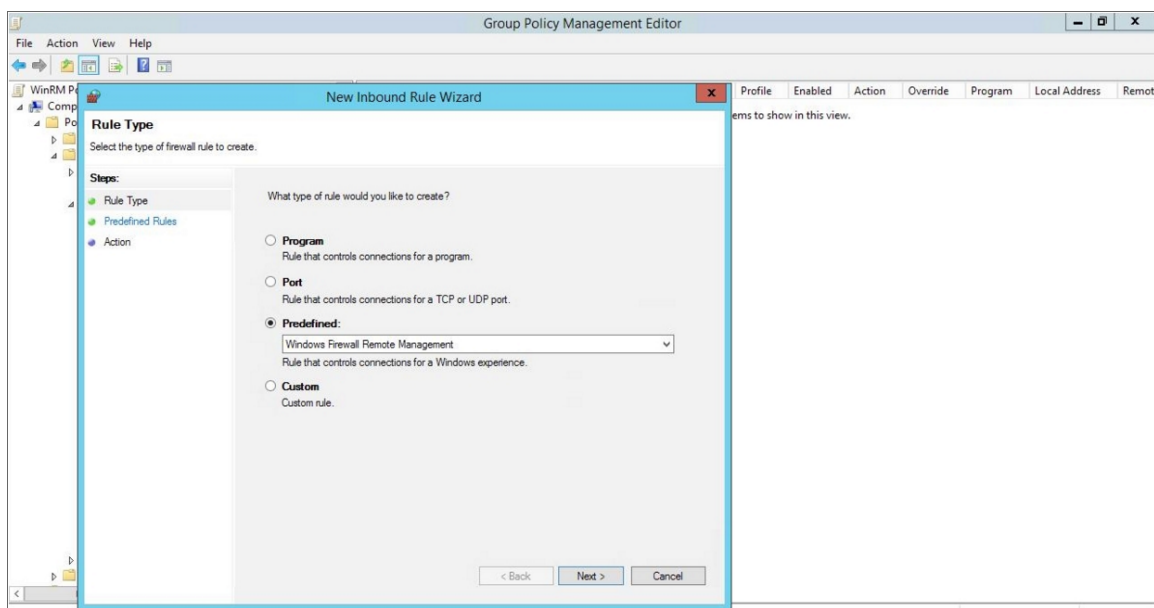 Group Policy Management Editor
File Action View Help
WinRM Po
Comp
Po
New Inbound Rule Wizard
Rule Type
Select the type of firewall rule to create.
Steps:
Rule Type
Predefined Rules
Action
What type of rule would you like to create?
Program
Rule that controls connections for a program.
Port
Rule that controls connections for a TCP or UDP port.
Predefined:
Windows Firewall Remote Management
Rule that controls connections for a Windows experience.
Custom
Custom rule.
< Back Next > Cancel
Profile Enabled Action Override Program Local Address Remot
ems to show in this view.